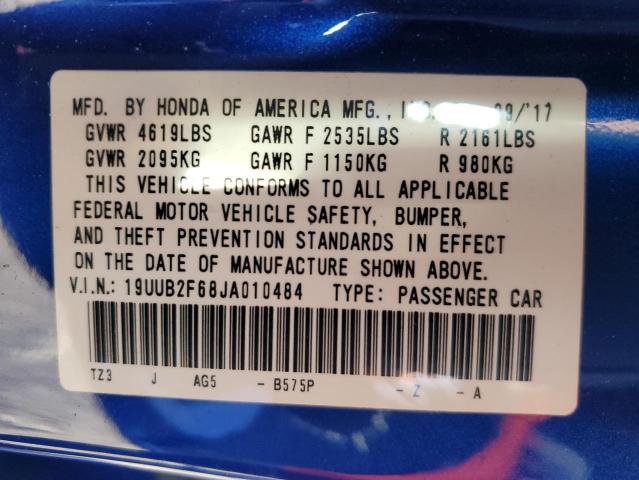 MFD. BY HONDA OF AMERICA MFG., 09/'17
GVWR 4619LBS GAWR F 2535LBS R 2161LBS
GVWR 2095KG GAWR F 1150KG R 980KG
THIS VEHICLE CONFORMS TO ALL APPLICABLE
FEDERAL MOTOR VEHICLE SAFETY, BUMPER,
AND THEFT PREVENTION STANDARDS IN EFFECT
ON THE DATE OF MANUFACTURE SHOWN ABOVE.
V.I.N.: 19UUB2F68JA010484 TYPE: PASSENGER CAR
TZ3 J AG5 - B575P - Z - A